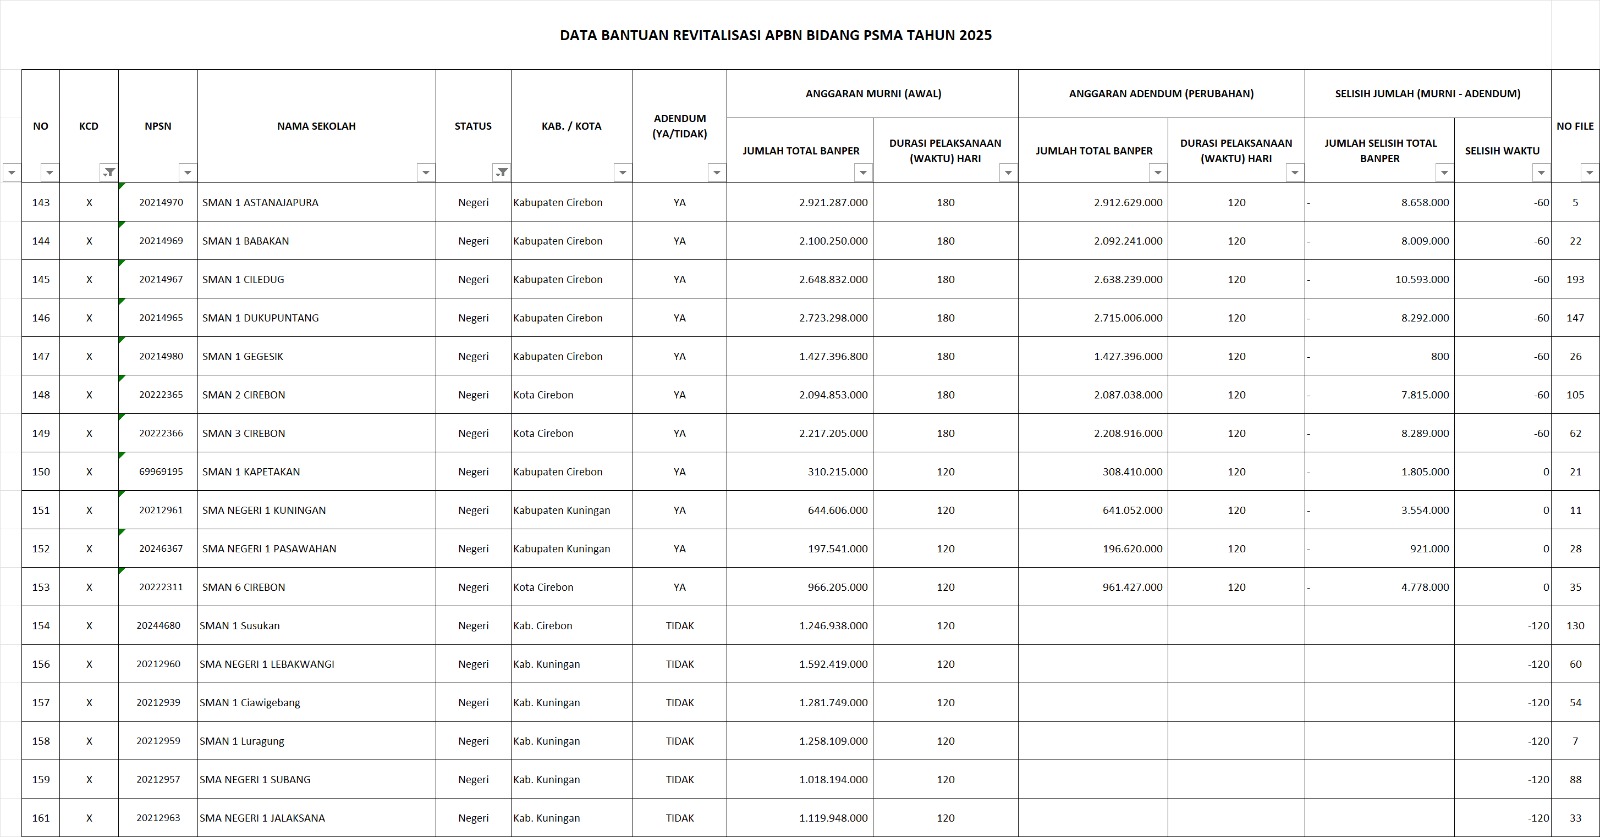 DATA BANTUAN REVITALISASI APBN BIDANG PSMA TAHUN 2025
NO KCD NPSN NAMA SEKOLAH STATUS KAB. / KOTA ADENDUM (YA/TIDAK) ANGGARAN MURNI (AWAL) ANGGARAN ADENDUM (PERUBAHAN) SELISIH JUMLAH (MURNI - ADENDUM) NO FILE
JUMLAH TOTAL BANPER DURASI PELAKSANAAN (WAKTU) HARI JUMLAH TOTAL BANPER DURASI PELAKSANAAN (WAKTU) HARI JUMLAH SELISIH TOTAL BANPER SELISIH WAKTU
143 X 20214970 SMAN 1 ASTANAJAPURA Negeri Kabupaten Cirebon YA 2.921.287.000 180 2.912.629.000 120 - 8.658.000 -60 5
144 X 20214969 SMAN 1 BABAKAN Negeri Kabupaten Cirebon YA 2.100.250.000 180 2.092.241.000 120 - 8.009.000 -60 22
145 X 20214967 SMAN 1 CILEDUG Negeri Kabupaten Cirebon YA 2.648.832.000 180 2.638.239.000 120 - 10.593.000 -60 193
146 X 20214965 SMAN 1 DUKUPUNTANG Negeri Kabupaten Cirebon YA 2.723.298.000 180 2.715.006.000 120 - 8.292.000 -60 147
147 X 20214980 SMAN 1 GEGESIK Negeri Kabupaten Cirebon YA 1.427.396.800 180 1.427.396.000 120 - 800 -60 26
148 X 20222365 SMAN 2 CIREBON Negeri Kota Cirebon YA 2.094.853.000 180 2.087.038.000 120 - 7.815.000 -60 105
149 X 20222366 SMAN 3 CIREBON Negeri Kota Cirebon YA 2.217.205.000 180 2.208.916.000 120 - 8.289.000 -60 62
150 X 69969195 SMAN 1 KAPETAKAN Negeri Kabupaten Cirebon YA 310.215.000 120 308.410.000 120 - 1.805.000 0 21
151 X 20212961 SMA NEGERI 1 KUNINGAN Negeri Kabupaten Kuningan YA 644.606.000 120 641.052.000 120 - 3.554.000 0 11
152 X 20246367 SMA NEGERI 1 PASAWAHAN Negeri Kabupaten Kuningan YA 197.541.000 120 196.620.000 120 - 921.000 0 28
153 X 20222311 SMAN 6 CIREBON Negeri Kota Cirebon YA 966.205.000 120 961.427.000 120 - 4.778.000 0 35
154 X 20244680 SMAN 1 Susukan Negeri Kab. Cirebon TIDAK 1.246.938.000 120 -120 130
156 X 20212960 SMA NEGERI 1 LEBAKWANGI Negeri Kab. Kuningan TIDAK 1.592.419.000 120 -120 60
157 X 20212939 SMAN 1 Ciawigebang Negeri Kab. Kuningan TIDAK 1.281.749.000 120 -120 54
158 X 20212959 SMAN 1 Luragung Negeri Kab. Kuningan TIDAK 1.258.109.000 120 -120 7
159 X 20212957 SMA NEGERI 1 SUBANG Negeri Kab. Kuningan TIDAK 1.018.194.000 120 -120 88
161 X 20212963 SMA NEGERI 1 JALAKSANA Negeri Kab. Kuningan TIDAK 1.119.948.000 120 -120 33